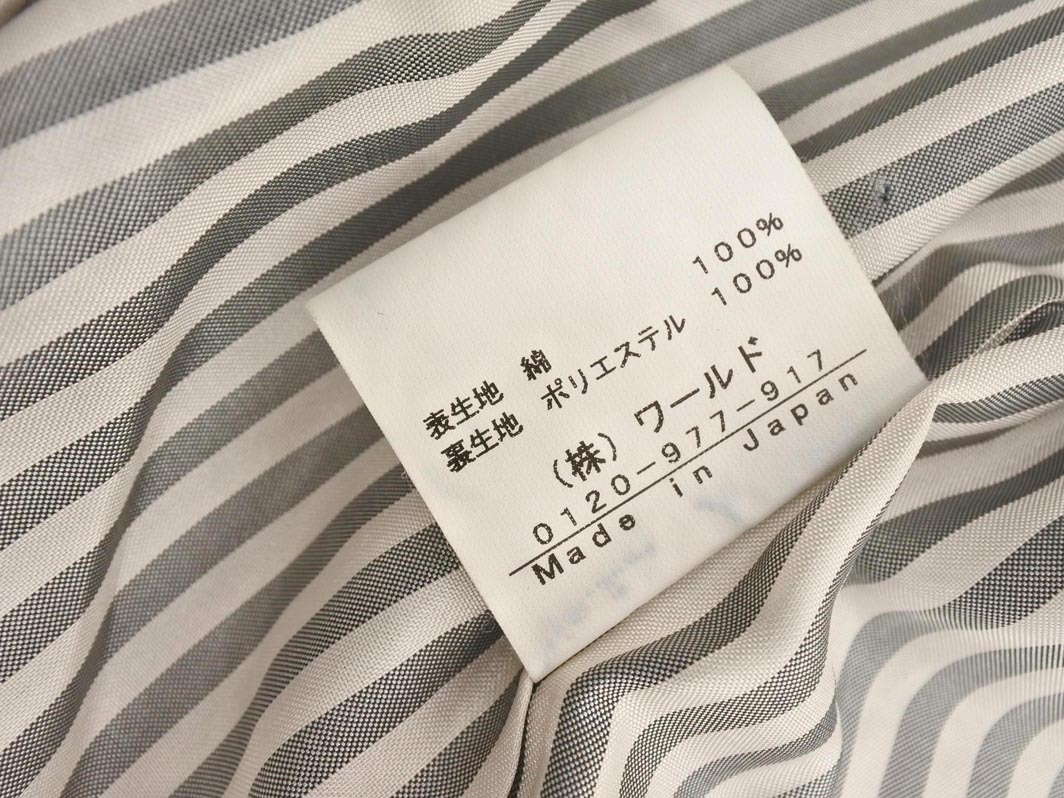 表生地 綿 100%
裏生地 ポリエステル 100%
(株) ワールド
0120-977-917
Made in Japan